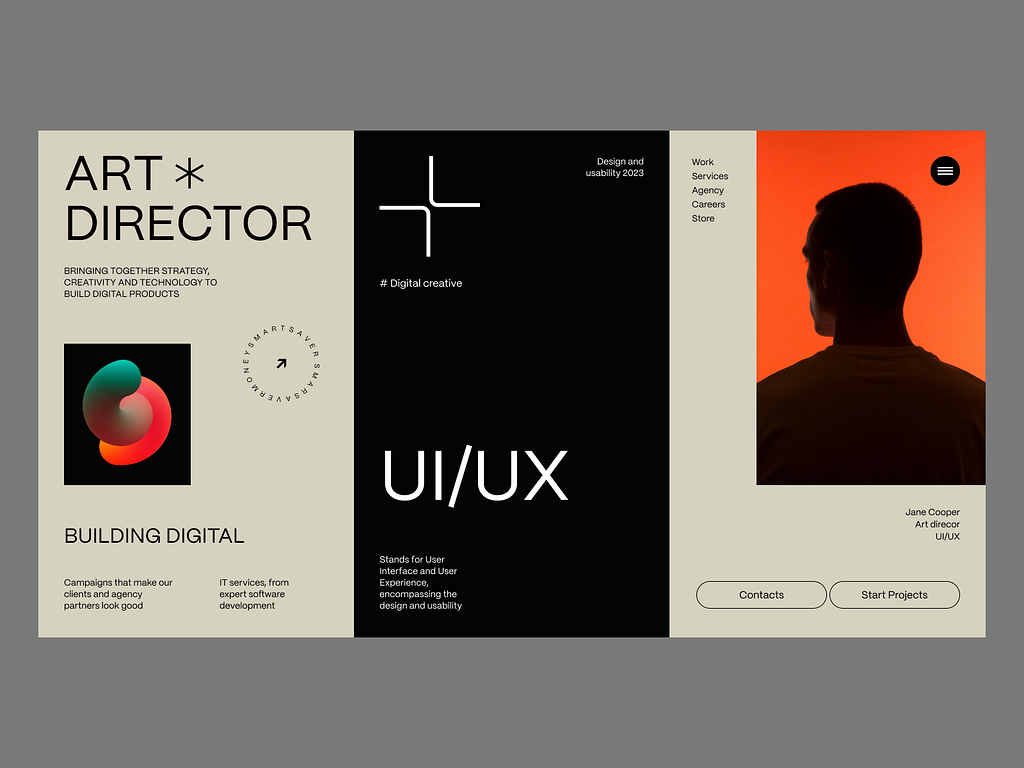 ART
DIRECTOR
BRINGING TOGETHER STRATEGY,
CREATIVITY AND TECHNOLOGY TO
BUILD DIGITAL PRODUCTS
SMARTSAVER SMARSAVERMONEY
BUILDING DIGITAL
Campaigns that make our
clients and agency
partners look good
IT services, from
expert software
development
Design and
usability 2023
# Digital creative
UI/UX
Stands for User
Interface and User
Experience,
encompassing the
design and usability
Work
Services
Agency
Careers
Store
Jane Cooper
Art direcor
UI/UX
Contacts
Start Projects